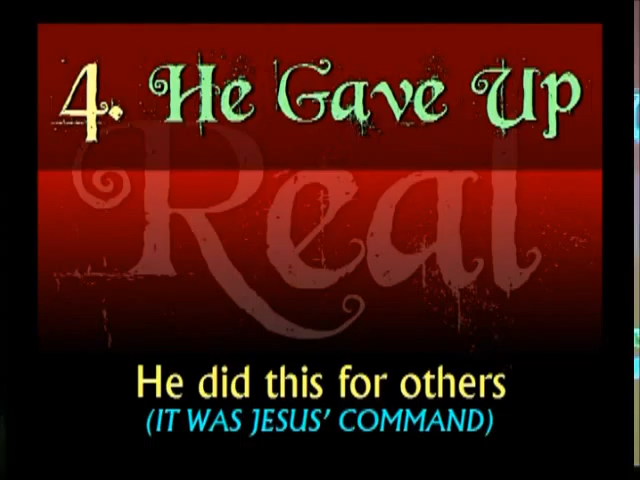 4. He Gave Up
Real
He did this for others
(IT WAS JESUS' COMMAND)